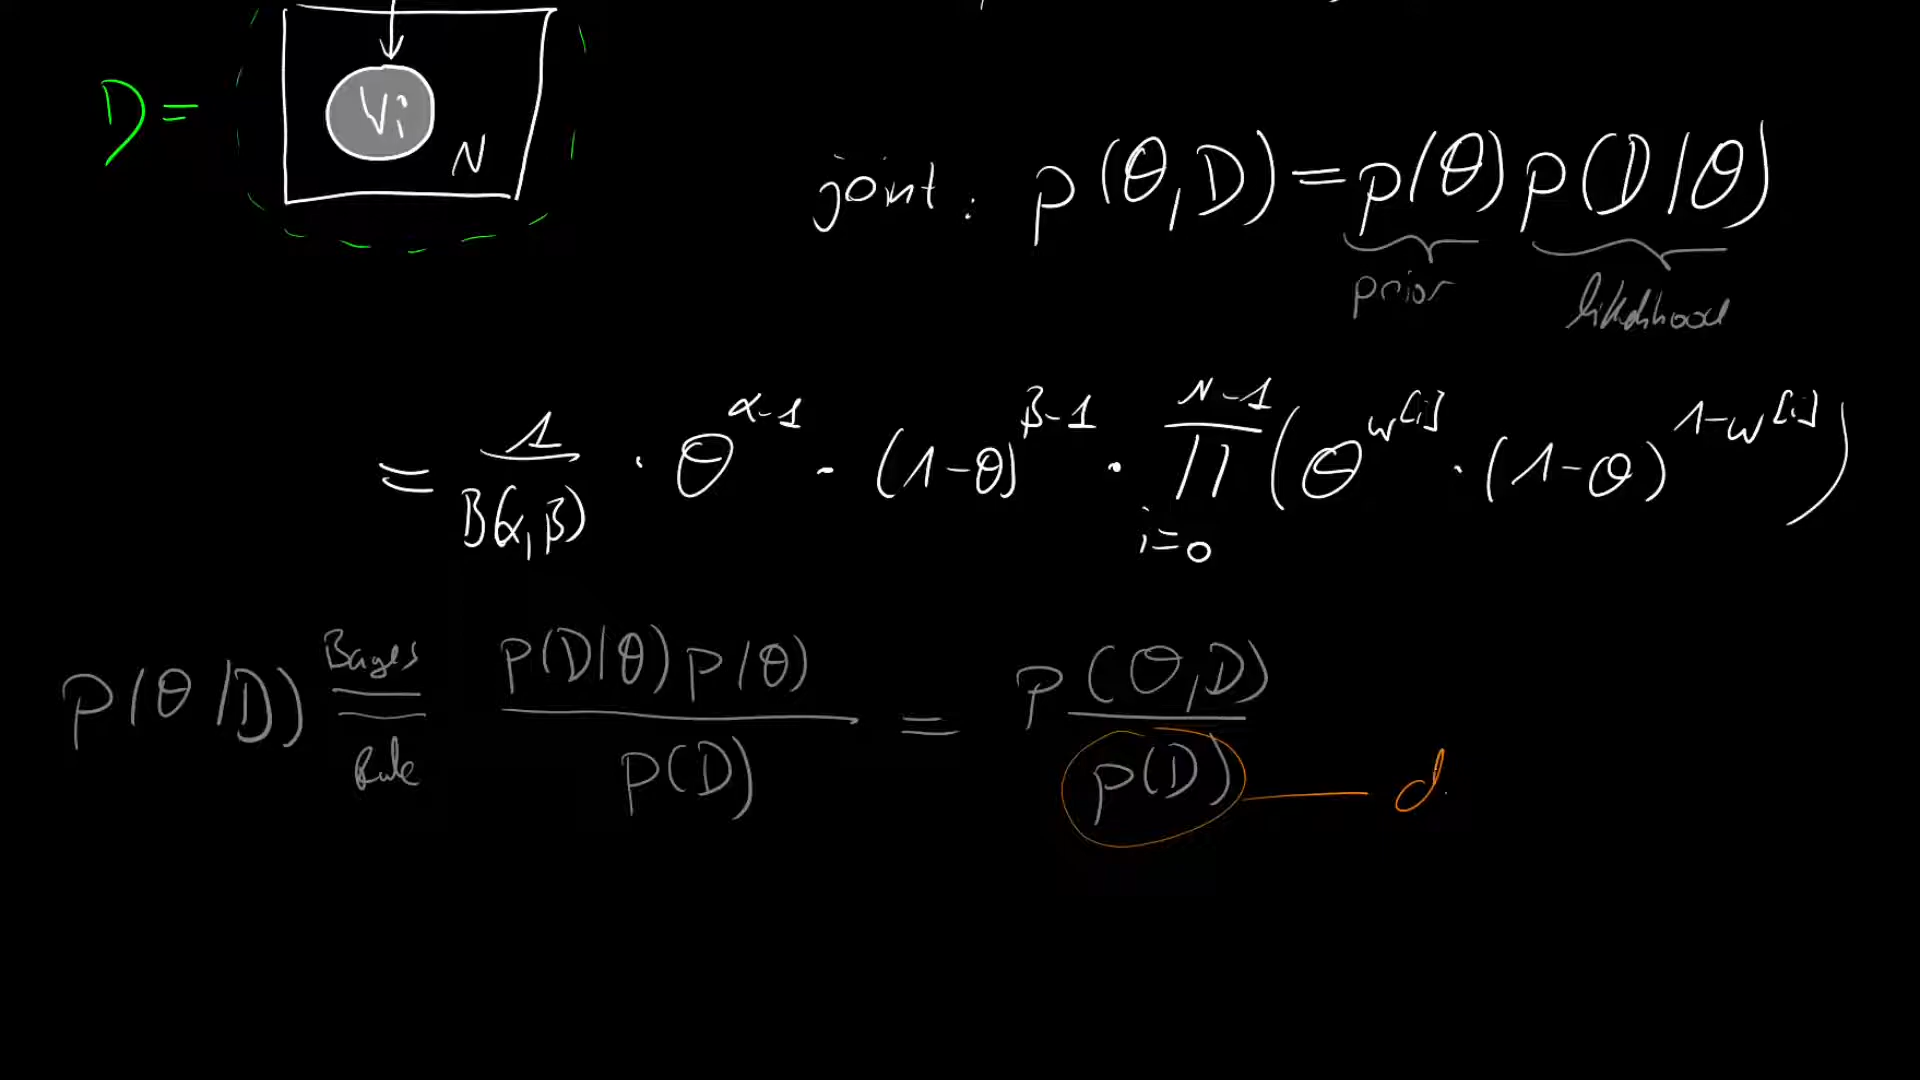 D =
Vi
N
joint: p(θ,D) = p(θ) p(D|θ)
prior
likelihood
= 1/B(α,β) · θ^{α-1} · (1-θ)^{β-1} · ∏_{i=0}^{N-1} ( θ^{w^{[i]}} · (1-θ)^{1-w^{[i]}} )
p(θ|D) = p(D|θ) p(θ) / p(D) = p(θ,D) / p(D) — d
Bayes
Rule